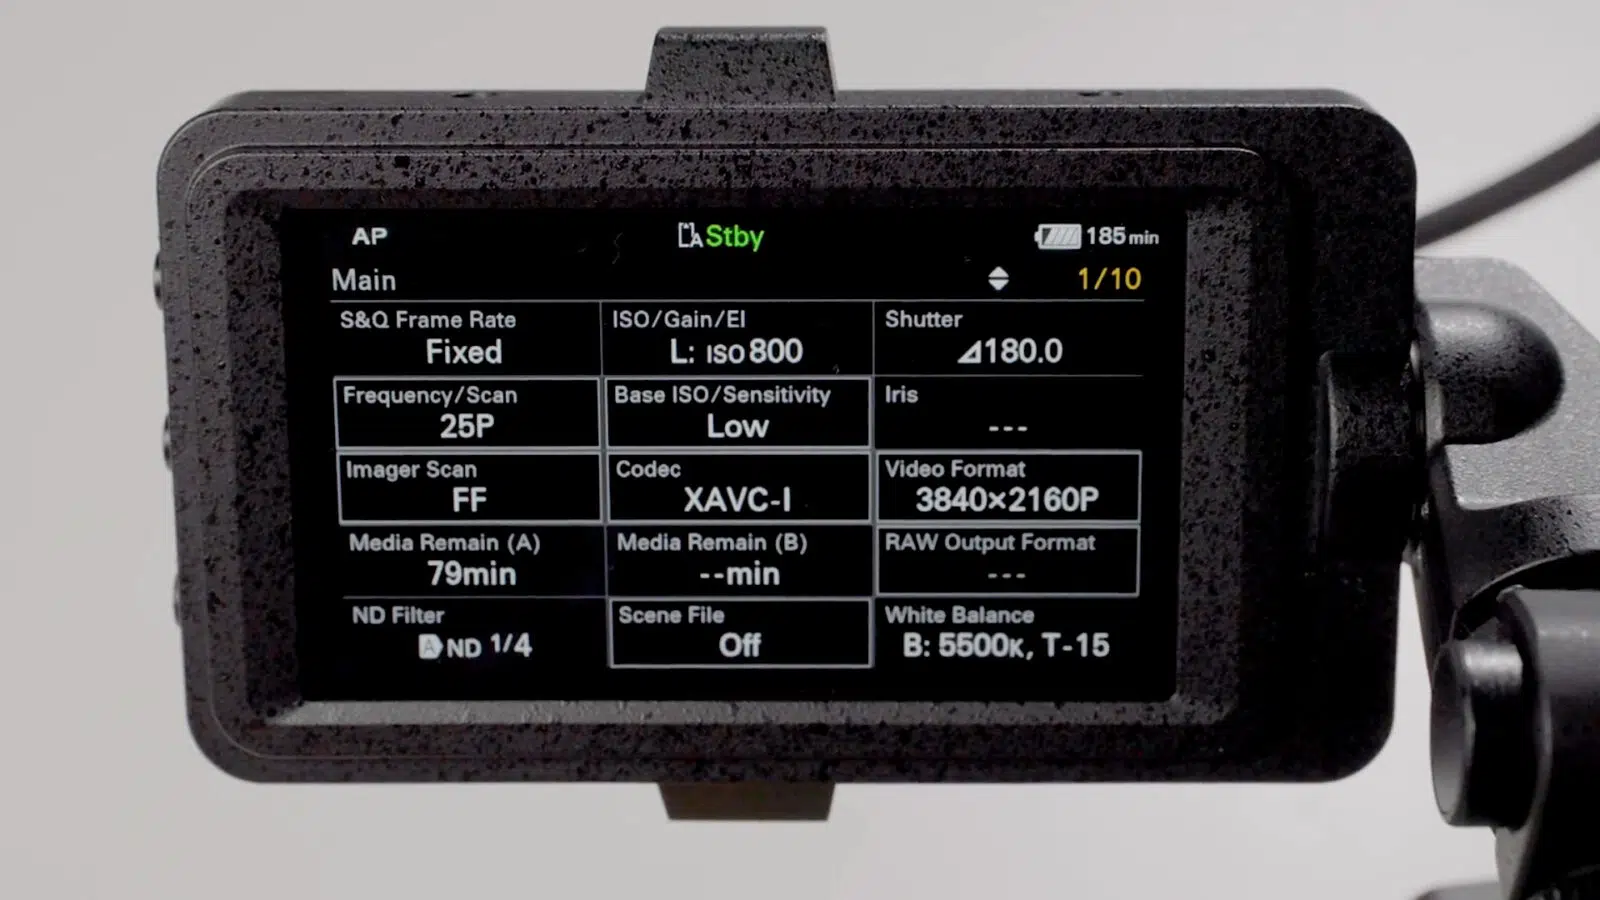 AP Stby 185 min
Main 1/10
S&Q Frame Rate ISO/Gain/EI Shutter
Fixed L: ISO 800 180.0
Frequency/Scan Base ISO/Sensitivity Iris
25P Low ---
Imager Scan Codec Video Format
FF XAVC-I 3840×2160P
Media Remain (A) Media Remain (B) RAW Output Format
79min --min ---
ND Filter Scene File White Balance
A ND 1/4 Off B: 5500K, T-15